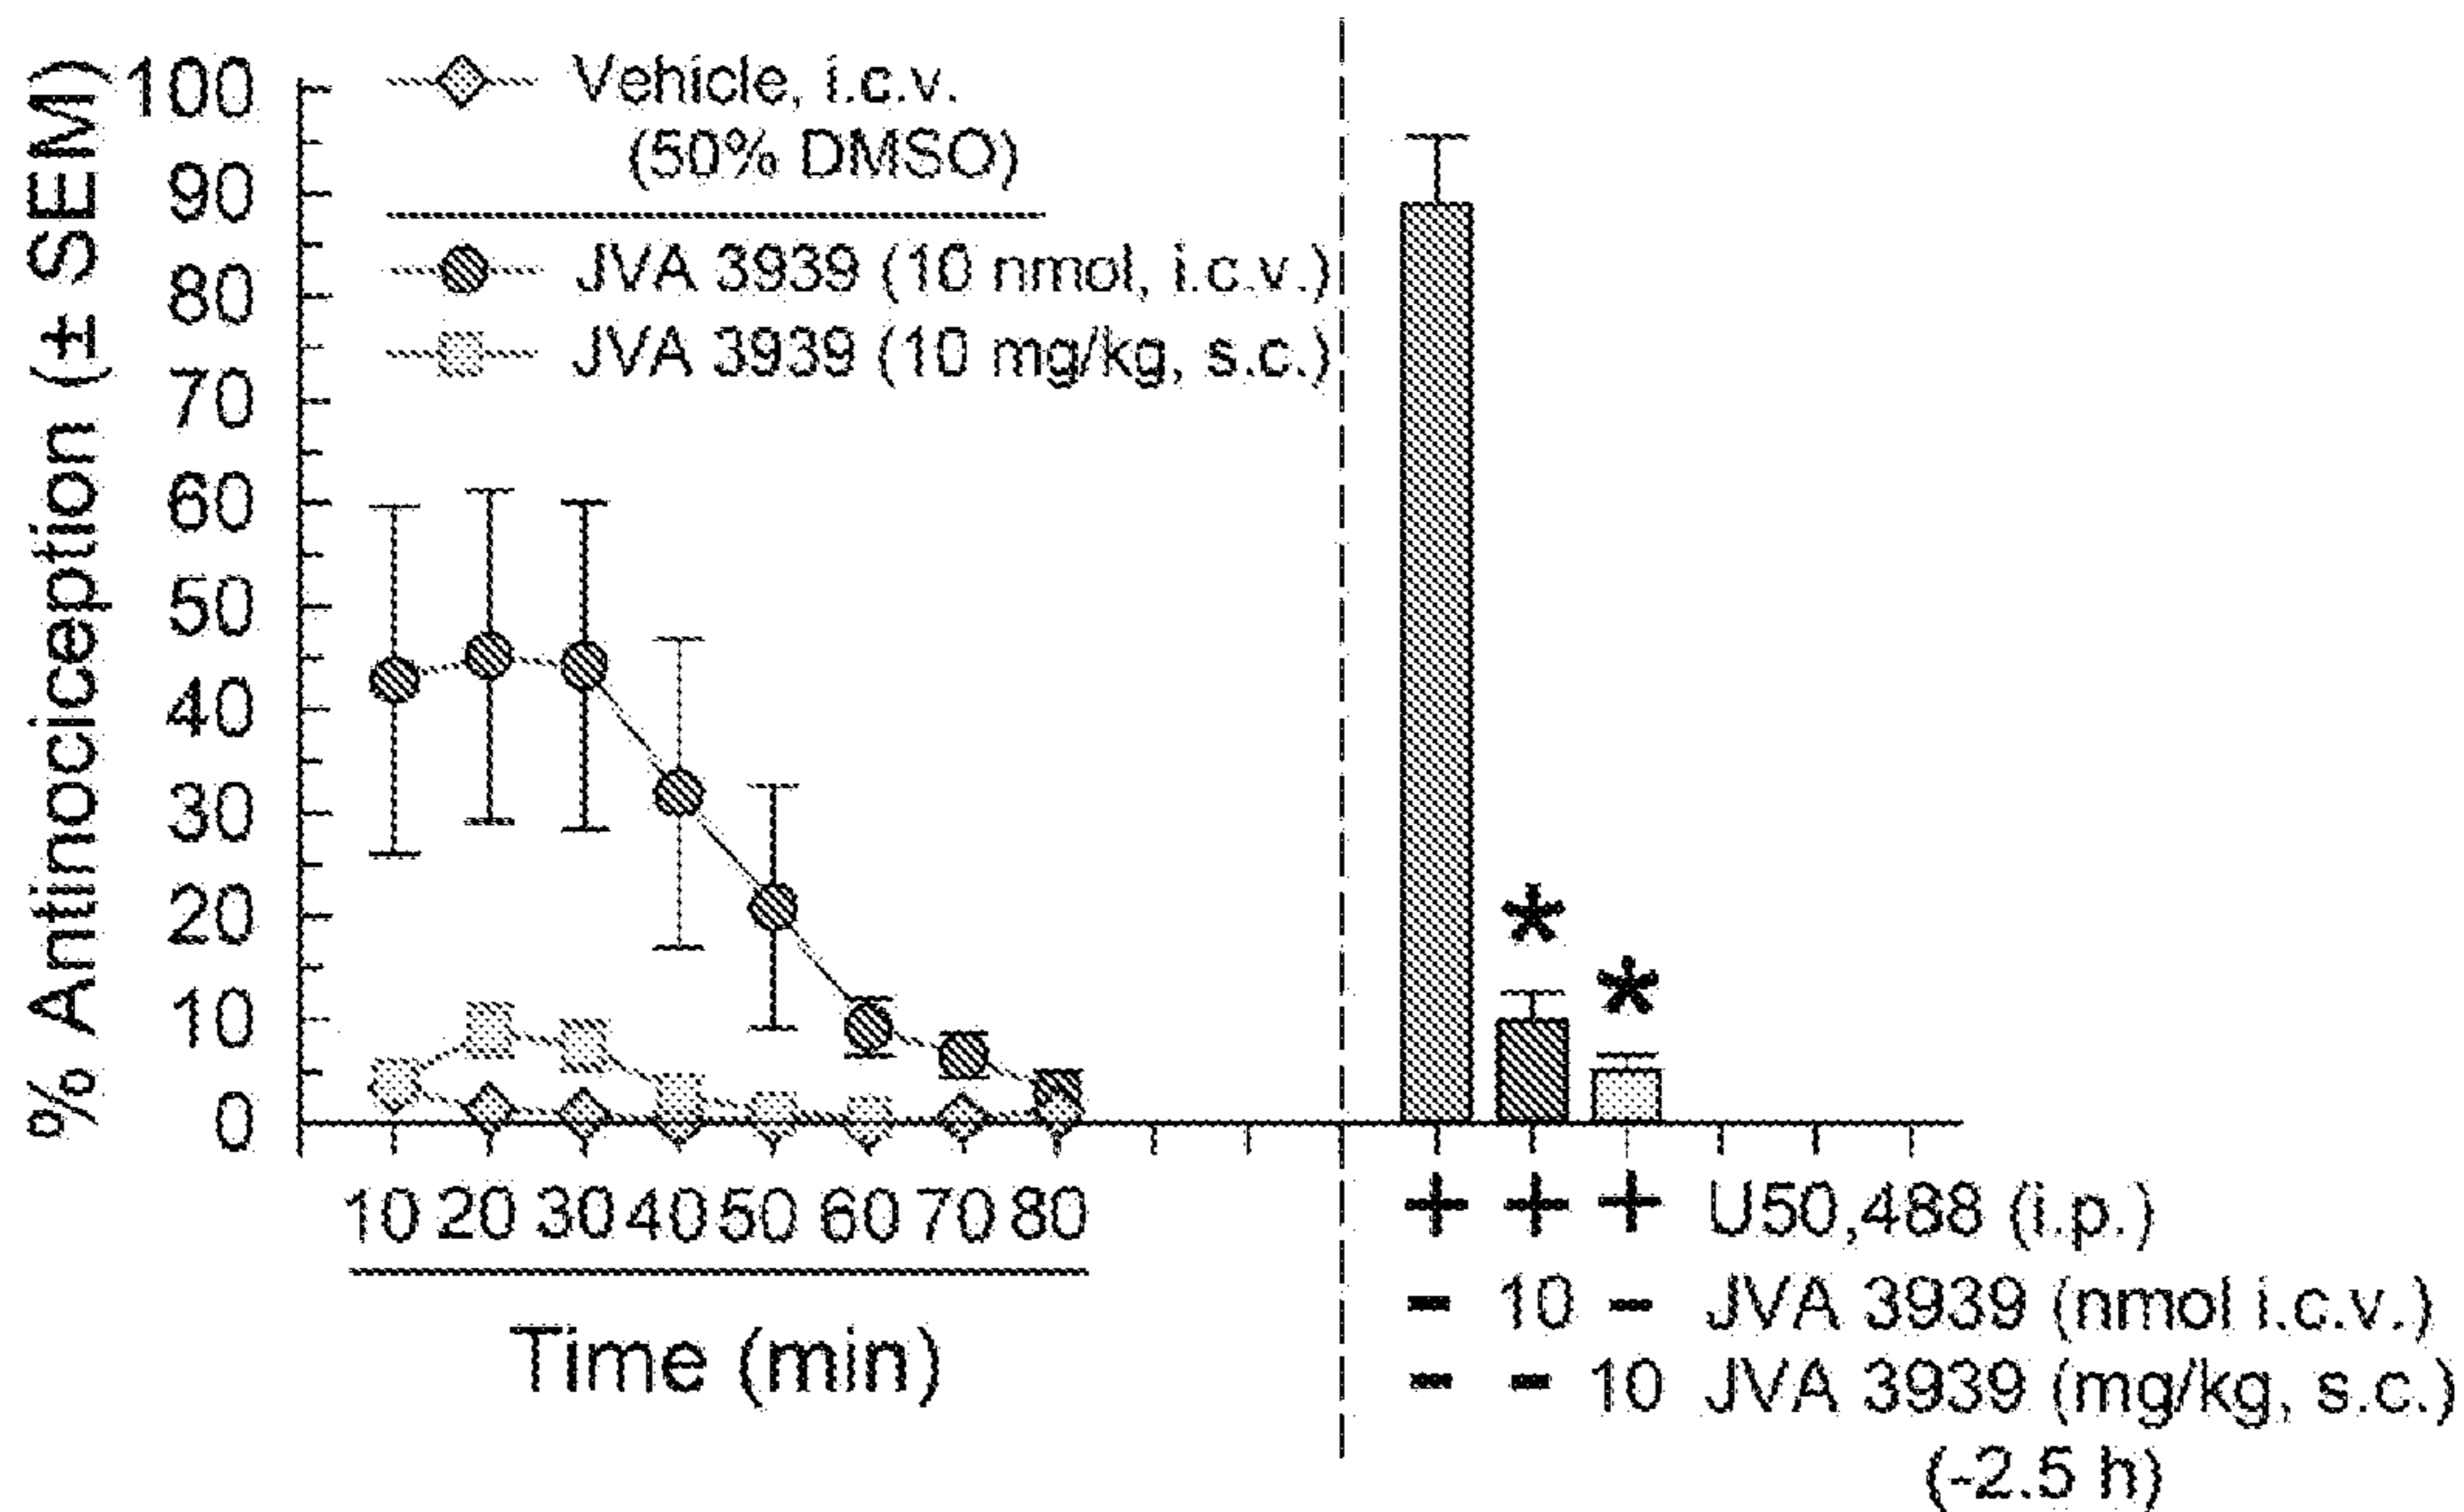 % Antinociception (± SEM)
100
90
80
70
60
50
40
30
20
10
0
Vehicle, i.c.v.
(50% DMSO)
JVA 3939 (10 nmol, i.c.v.)
JVA 3939 (10 mg/kg, s.c.)
*
*
10 20 30 40 50 60 70 80
Time (min)
+ + + U50,488 (i.p.)
- 10 - JVA 3939 (nmol i.c.v.)
- - 10 JVA 3939 (mg/kg, s.c.)
(-2.5 h)